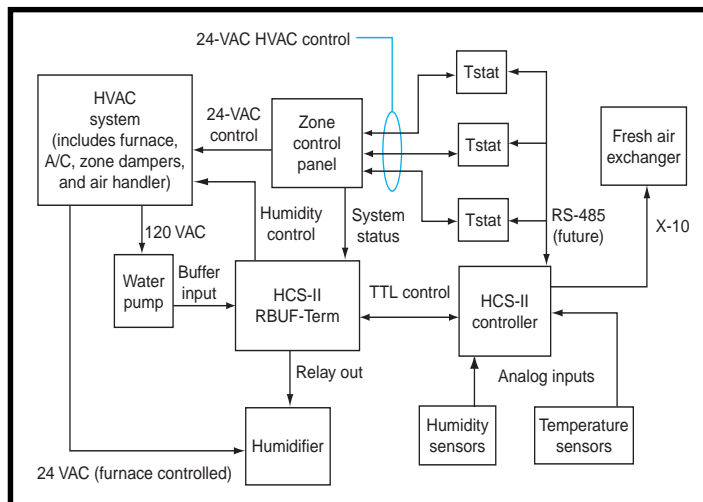 24-VAC HVAC control
HVAC
system
(includes furnace,
A/C, zone dampers,
and air handler)
24-VAC
control
Zone
control
panel
Tstat
Tstat
Tstat
Fresh air
exchanger
RS-485
(future)
X-10
120 VAC
Humidity
control
System
status
Water
pump
Buffer
input
HCS-II
RBUF-Term
TTL control
HCS-II
controller
Relay out
Analog inputs
Humidifier
Humidity
sensors
Temperature
sensors
24 VAC (furnace controlled)